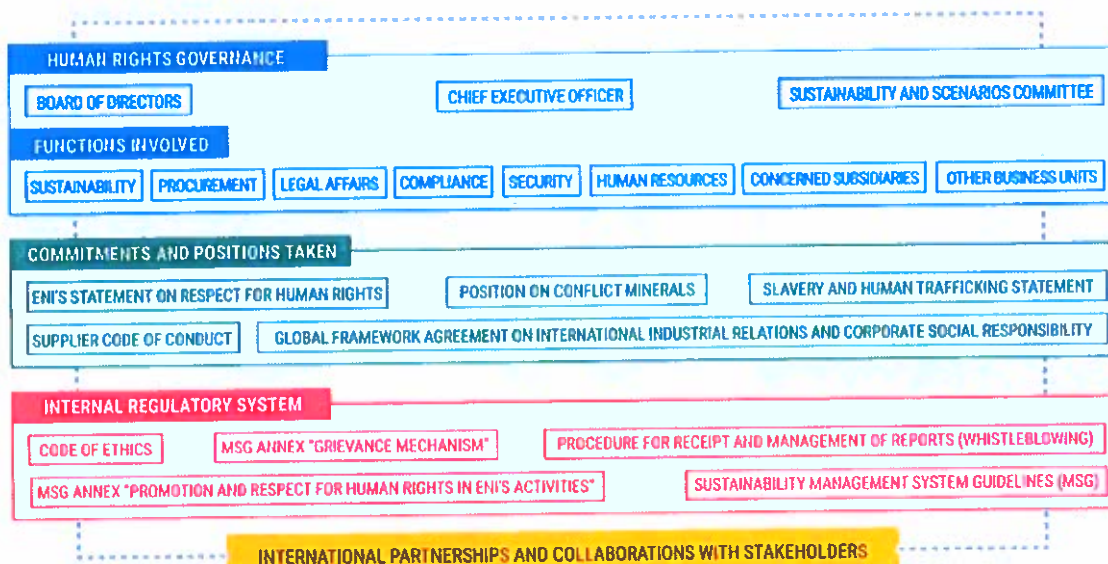 HUMAN RIGHTS GOVERNANCE
BOARD OF DIRECTORS
CHIEF EXECUTIVE OFFICER
SUSTAINABILITY AND SCENARIOS COMMITTEE
FUNCTIONS INVOLVED
SUSTAINABILITY
PROCUREMENT
LEGAL AFFAIRS
COMPLIANCE
SECURITY
HUMAN RESOURCES
CONCERNED SUBSIDIARIES
OTHER BUSINESS UNITS
COMMITMENTS AND POSITIONS TAKEN
ENI'S STATEMENT ON RESPECT FOR HUMAN RIGHTS
POSITION ON CONFLICT MINERALS
SLAVERY AND HUMAN TRAFFICKING STATEMENT
SUPPLIER CODE OF CONDUCT
GLOBAL FRAMEWORK AGREEMENT ON INTERNATIONAL INDUSTRIAL RELATIONS AND CORPORATE SOCIAL RESPONSIBILITY
INTERNAL REGULATORY SYSTEM
CODE OF ETHICS
MSG ANNEX "GRIEVANCE MECHANISM"
PROCEDURE FOR RECEIPT AND MANAGEMENT OF REPORTS (WHISTLEBLOWING)
MSG ANNEX "PROMOTION AND RESPECT FOR HUMAN RIGHTS IN ENI'S ACTIVITIES"
SUSTAINABILITY MANAGEMENT SYSTEM GUIDELINES (MSG)
INTERNATIONAL PARTNERSHIPS AND COLLABORATIONS WITH STAKEHOLDERS